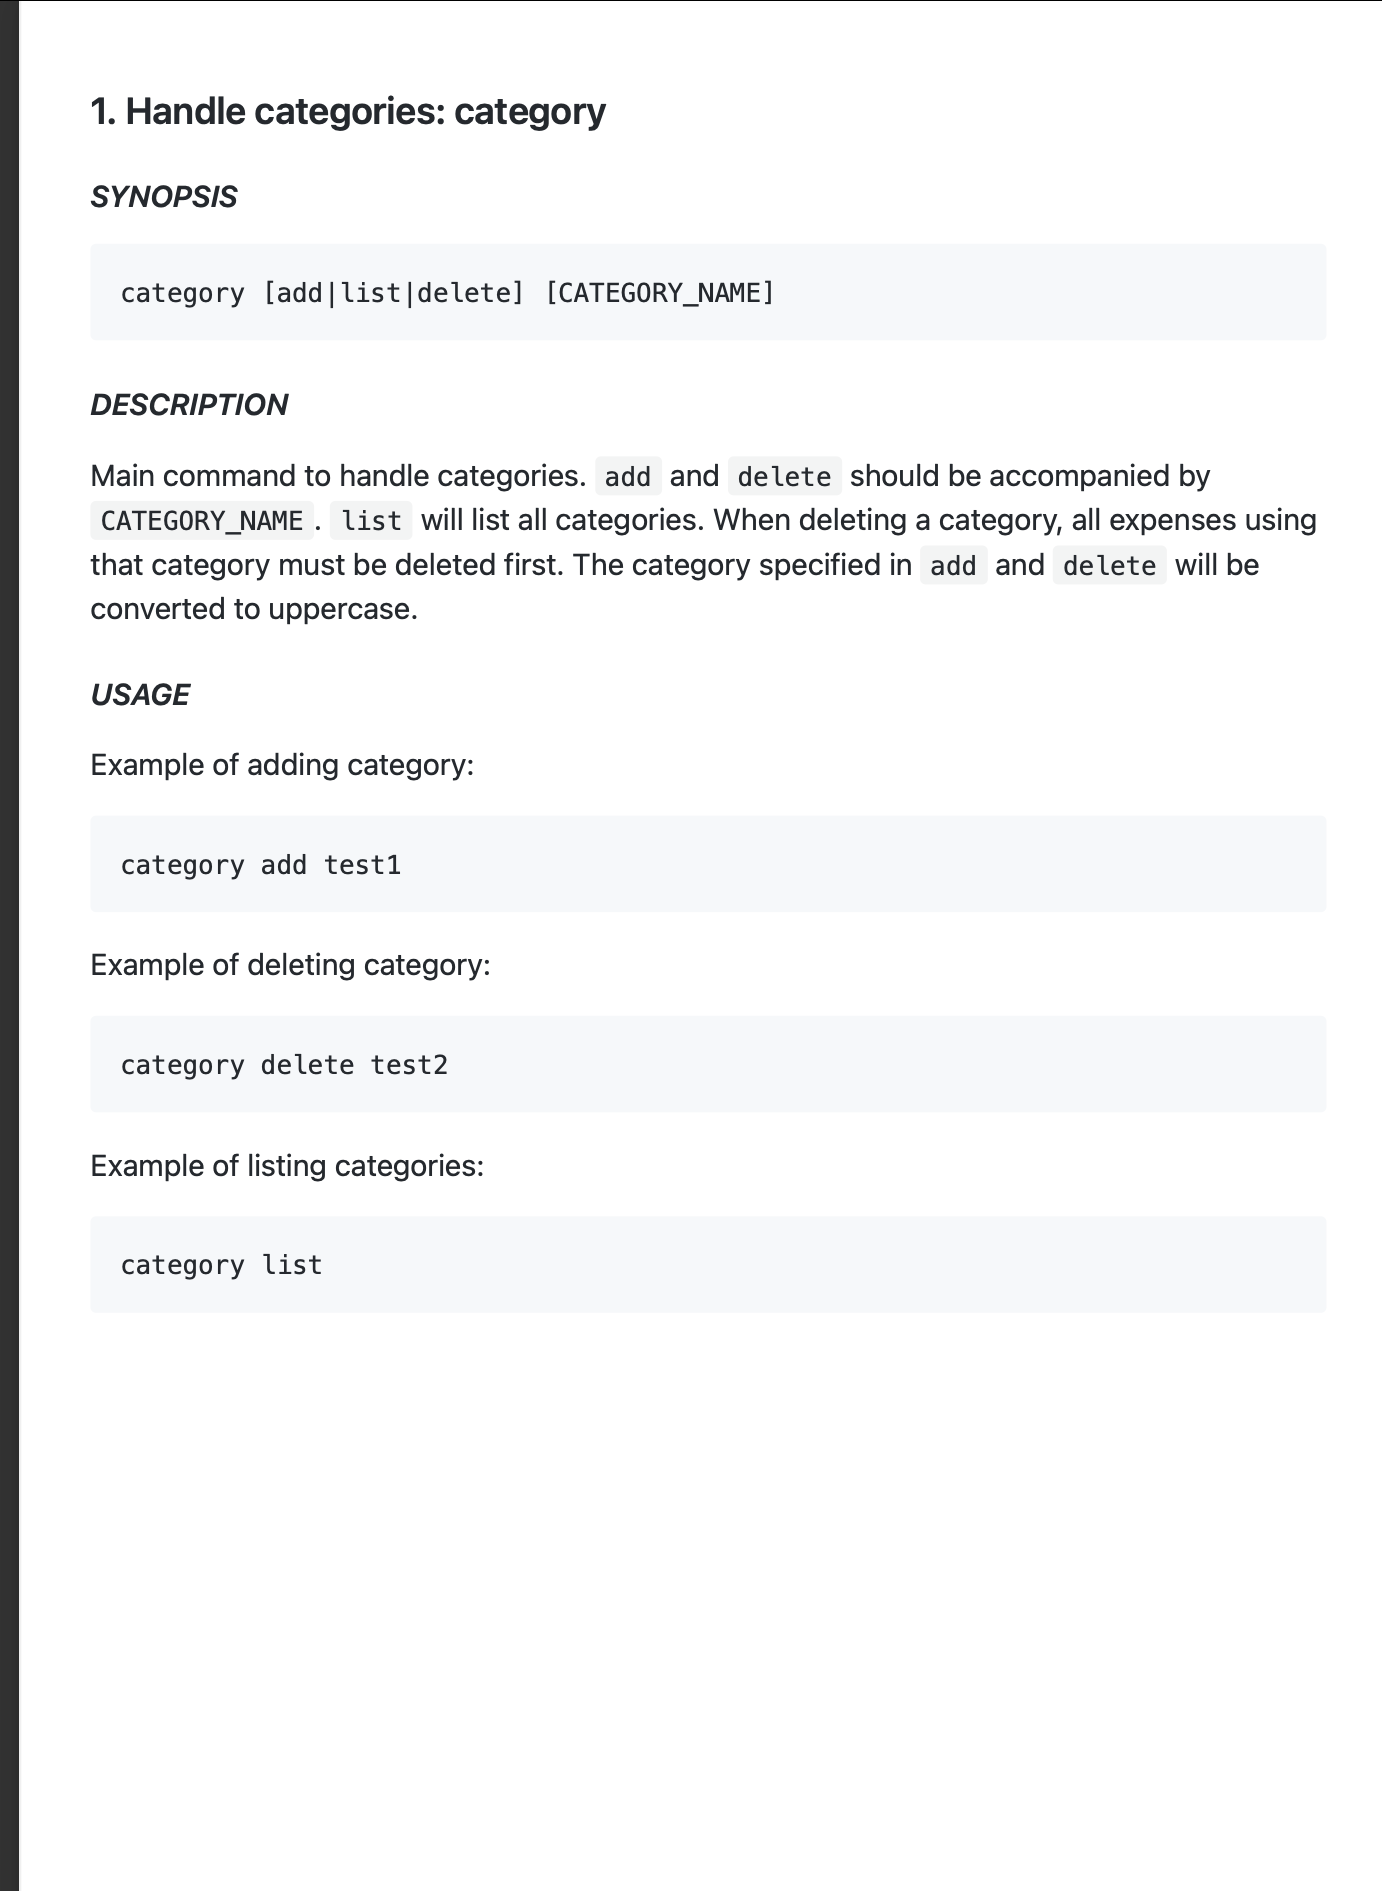 1. Handle categories: category
SYNOPSIS
category [add|list|delete] [CATEGORY_NAME]
DESCRIPTION
Main command to handle categories. add and delete should be accompanied by
CATEGORY_NAME. list will list all categories. When deleting a category, all expenses using
that category must be deleted first. The category specified in add and delete will be
converted to uppercase.
USAGE
Example of adding category:
category add test1
Example of deleting category:
category delete test2
Example of listing categories:
category list